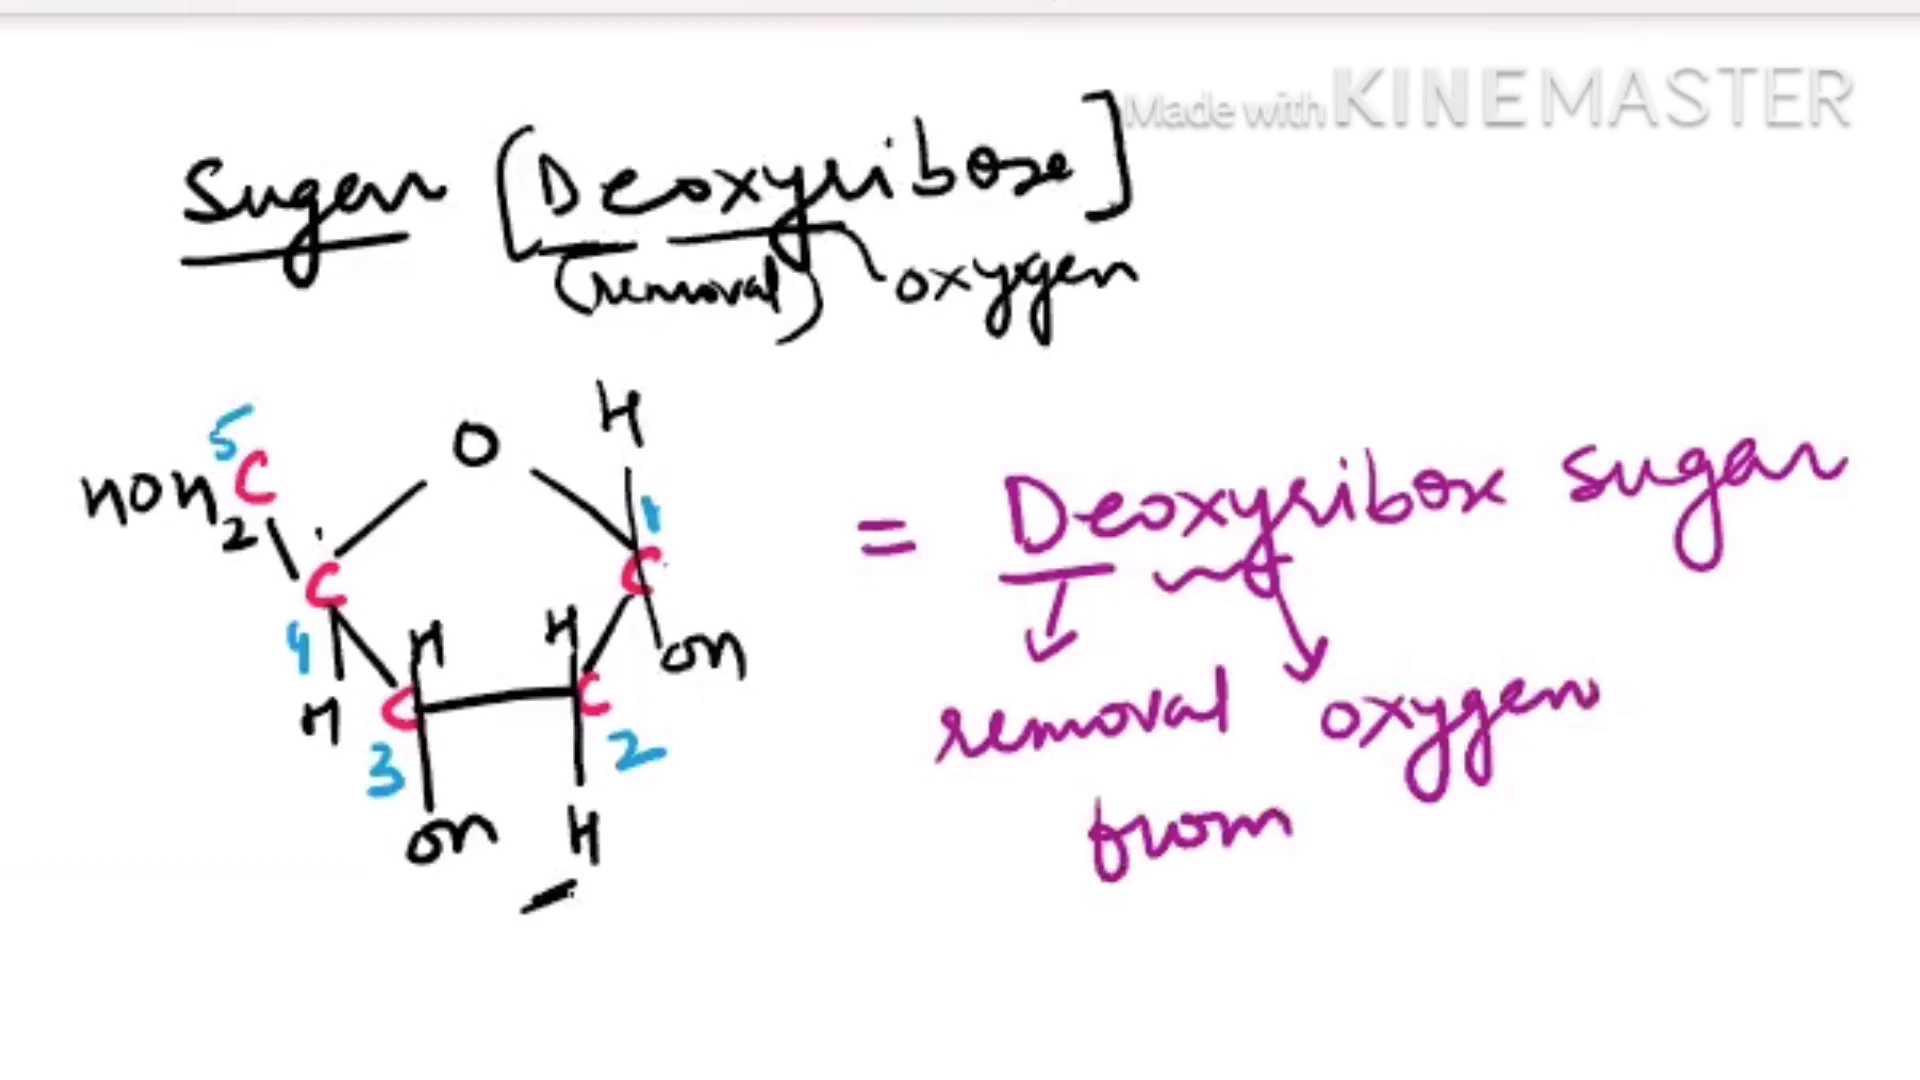 Made with KINEMASTER
Sugar [Deoxyribose]
(removal) oxygen
5
H
O
HOH2C
1
C
C
= Deoxyribose sugar
4
H
H
OH
H
C
C
3
2
OH
H
removal oxygen
from